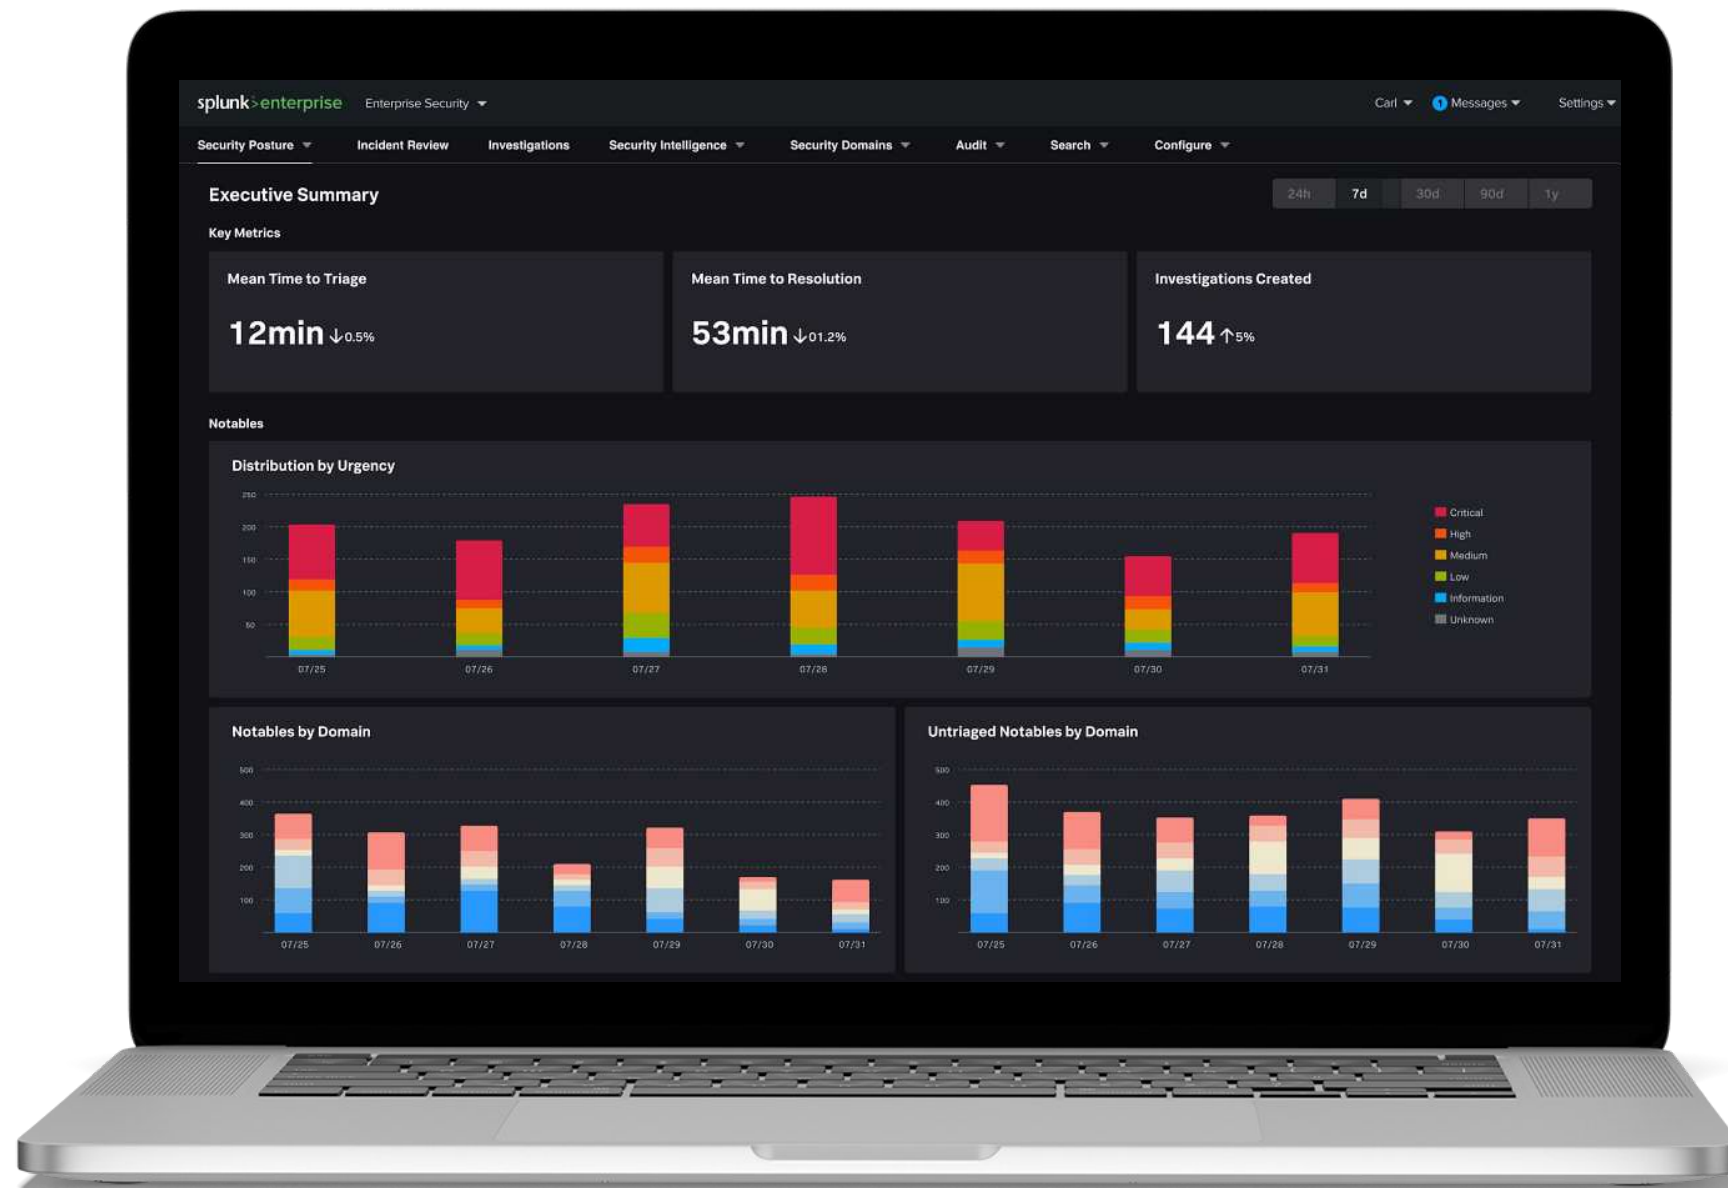 splunk>enterprise Enterprise Security Carl 1 Messages Settings
Security Posture Incident Review Investigations Security Intelligence Security Domains Audit Search Configure
Executive Summary 24h 7d 30d 90d 1y
Key Metrics
Mean Time to Triage Mean Time to Resolution Investigations Created
12min ↓0.5% 53min ↓01.2% 144 ↑5%
Notables
Distribution by Urgency
250
200
150
100
50
07/25 07/26 07/27 07/28 07/29 07/30 07/31
Critical
High
Medium
Low
Information
Unknown
Notables by Domain
500
400
300
200
100
07/25 07/26 07/27 07/28 07/29 07/30 07/31
Untriaged Notables by Domain
500
400
300
200
100
07/25 07/26 07/27 07/28 07/29 07/30 07/31